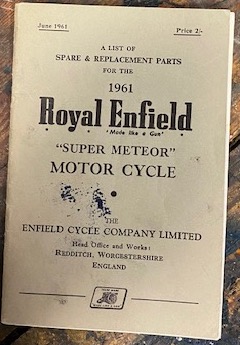 June 1961
Price 2/-
A LIST OF
SPARE & REPLACEMENT PARTS
FOR THE
1961
Royal Enfield
'Made like a Gun'
"SUPER METEOR"
MOTOR CYCLE
THE
ENFIELD CYCLE COMPANY LIMITED
Head Office and Works:
REDDITCH, WORCESTERSHIRE
ENGLAND